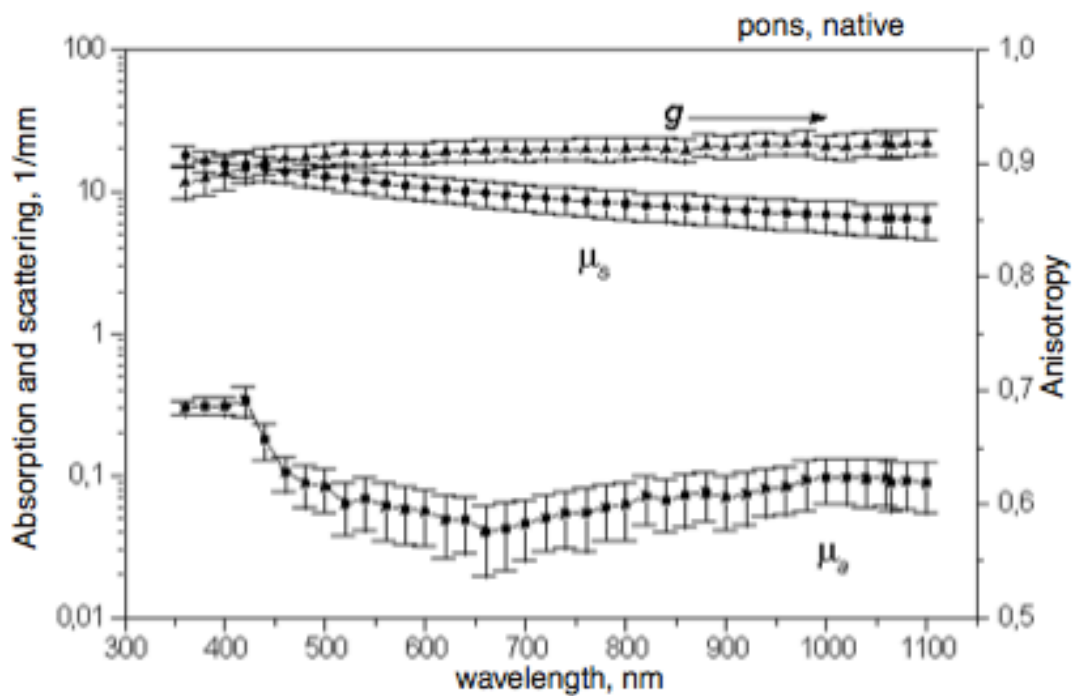 pons, native
100
10
1
0,1
0,01
Absorption and scattering, 1/mm
g
μs
μa
1,0
0,9
0,8
0,7
0,6
0,5
Anisotropy
300 400 500 600 700 800 900 1000 1100
wavelength, nm